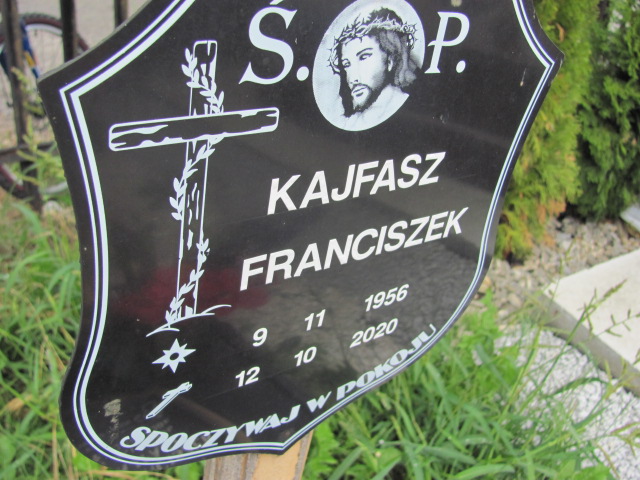 Ś. P.
KAJFASZ
FRANCISZEK
9 11 1956
12 10 2020
SPOCZYWAJ W POKOJU